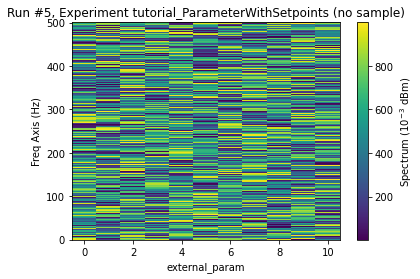 Run #5, Experiment tutorial_ParameterWithSetpoints (no sample)
500
400
300
200
100
0
Freq Axis (Hz)
0 2 4 6 8 10
external_param
800
600
400
200
Spectrum (10⁻³ dBm)